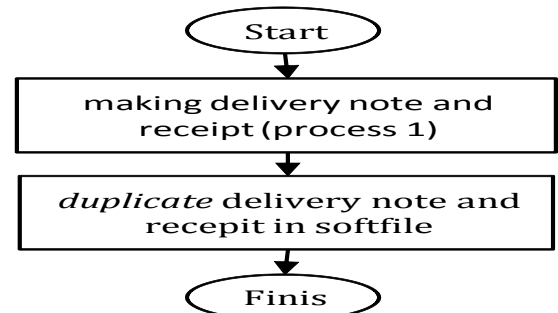 Start
making delivery note and
receipt (process 1)
duplicate delivery note and
recepit in softfile
Finis